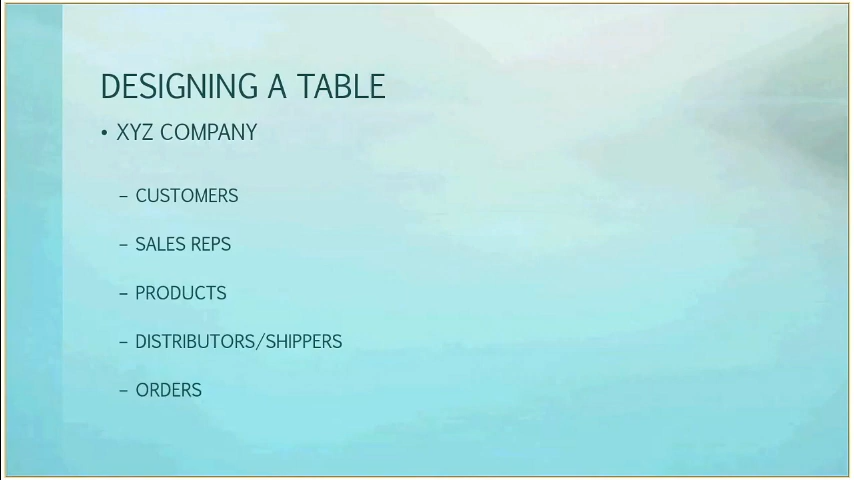 DESIGNING A TABLE
• XYZ COMPANY
– CUSTOMERS
– SALES REPS
– PRODUCTS
– DISTRIBUTORS/SHIPPERS
– ORDERS